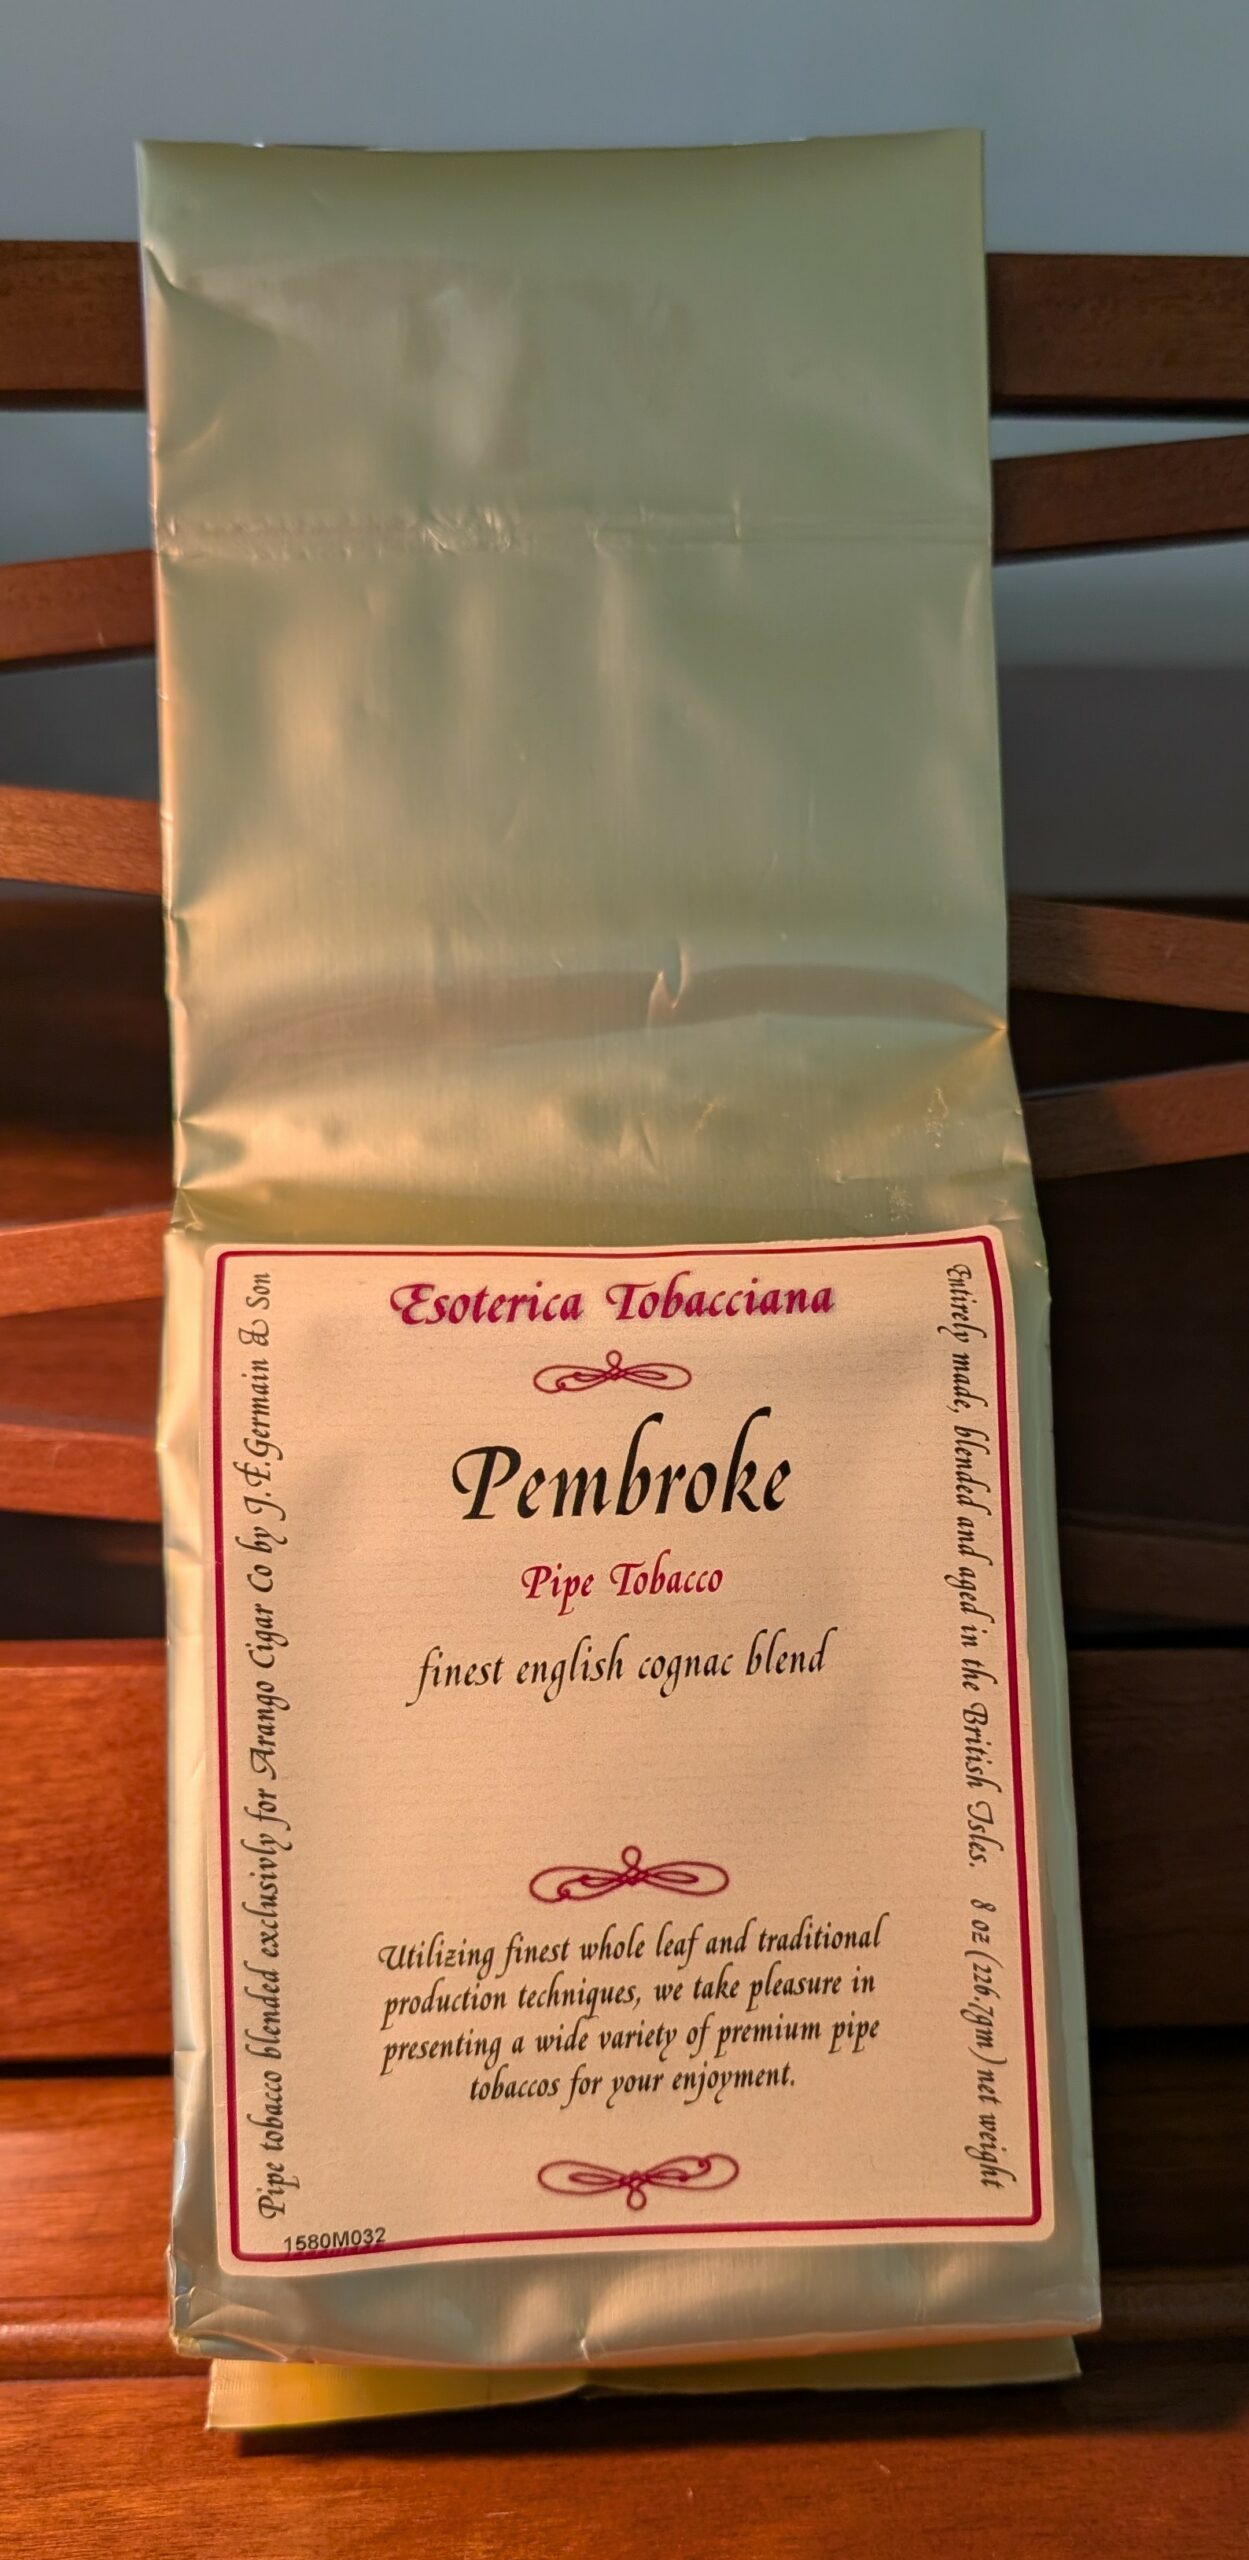 Esoterica Tobacciana
Pembroke
Pipe Tobacco
finest english cognac blend
Utilizing finest whole leaf and traditional
production techniques, we take pleasure in
presenting a wide variety of premium pipe
tobaccos for your enjoyment.
Pipe tobacco blended exclusivly for Arango Cigar Co by J.F.Germain & Son
Entirely made, blended and aged in the British Isles. 8 oz (226.7gm) net weight
1580M032